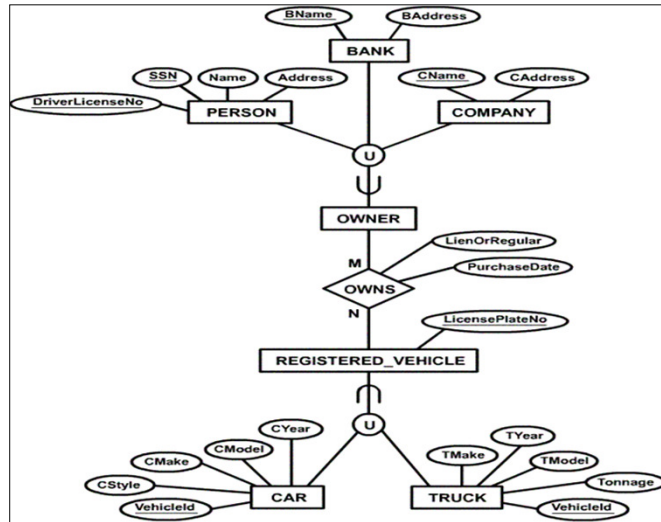 BName BAddress
BANK
SSN Name Address CName CAddress
DriverLicenseNo
PERSON COMPANY
U
OWNER
LienOrRegular
M
PurchaseDate
OWNS
N
LicensePlateNo
REGISTERED_VEHICLE
U
CYear TYear
CModel TMake
CMake TModel
CStyle Tonnage
VehicleId CAR TRUCK VehicleId